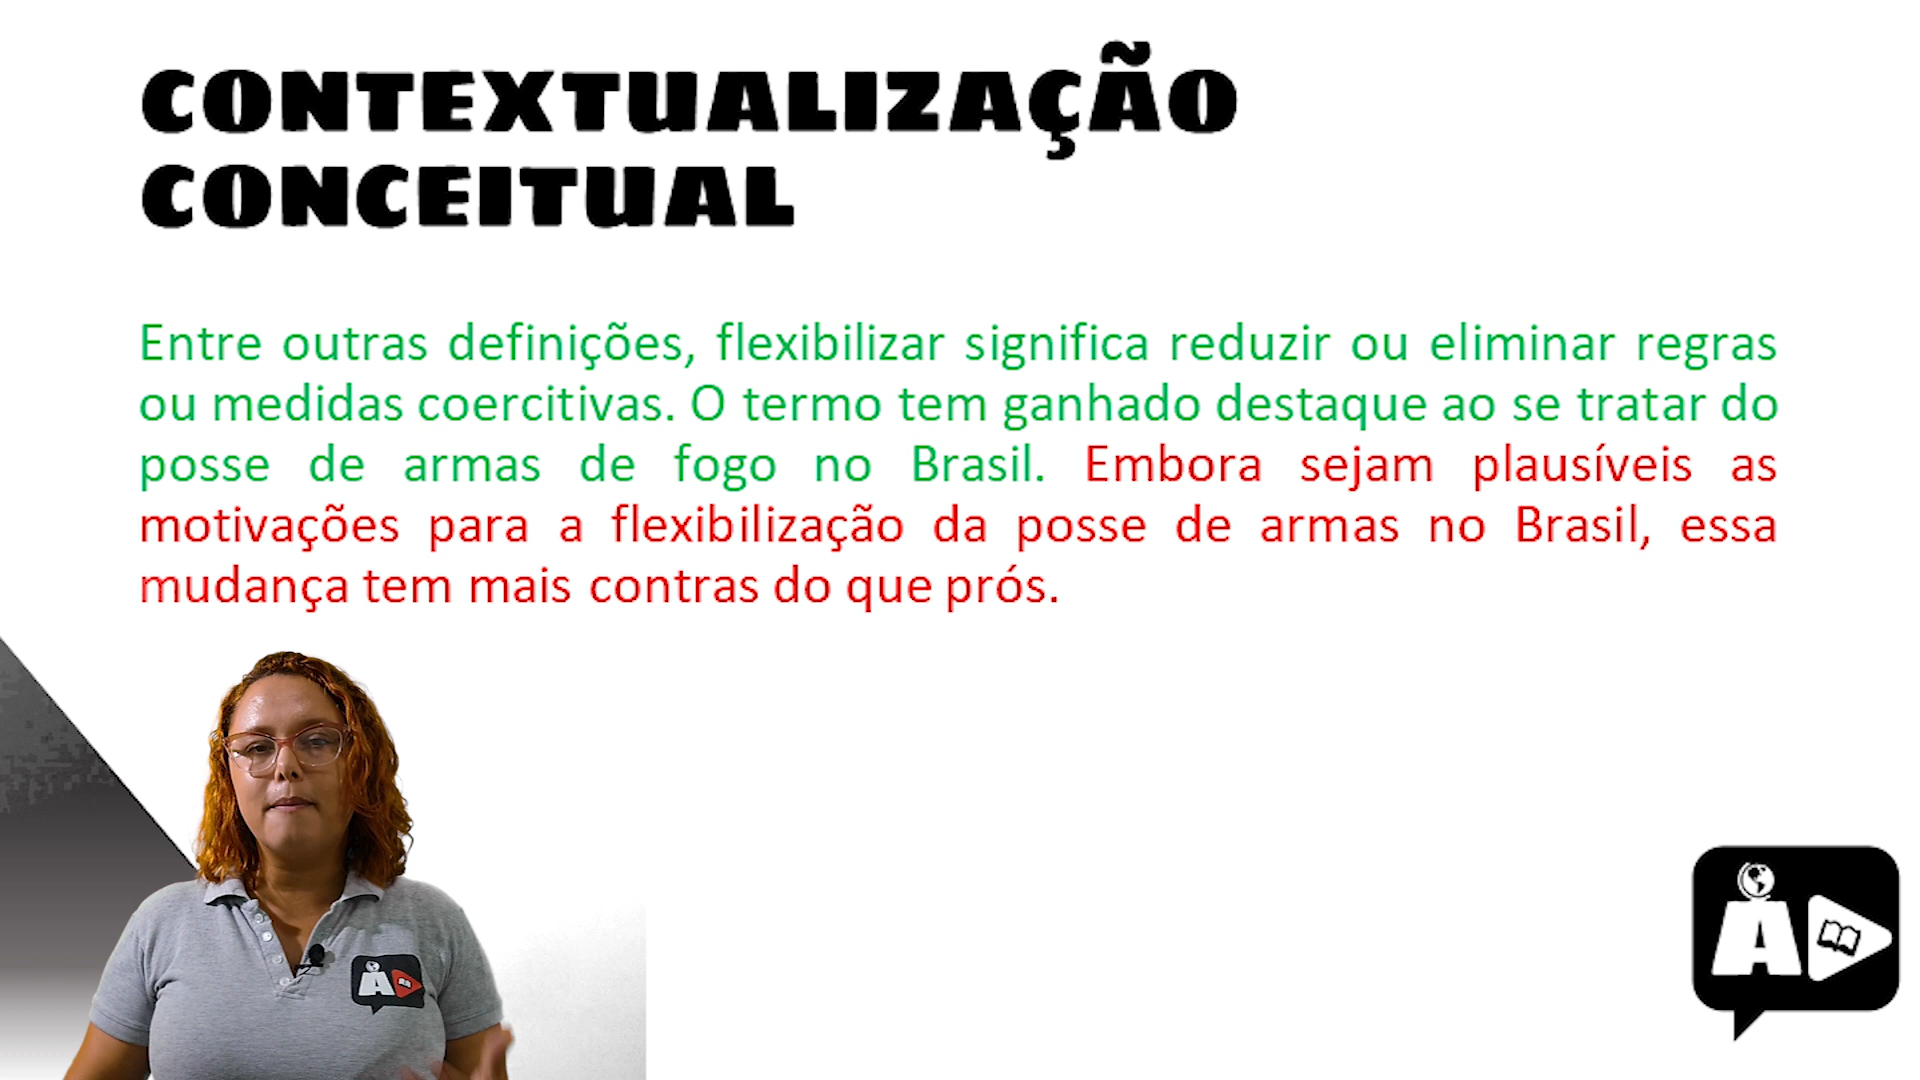 CONTEXTUALIZAÇÃO
CONCEITUAL
Entre outras definições, flexibilizar significa reduzir ou eliminar regras
ou medidas coercitivas. O termo tem ganhado destaque ao se tratar do
posse de armas de fogo no Brasil. Embora sejam plausíveis as
motivações para a flexibilização da posse de armas no Brasil, essa
mudança tem mais contras do que prós.
A
A